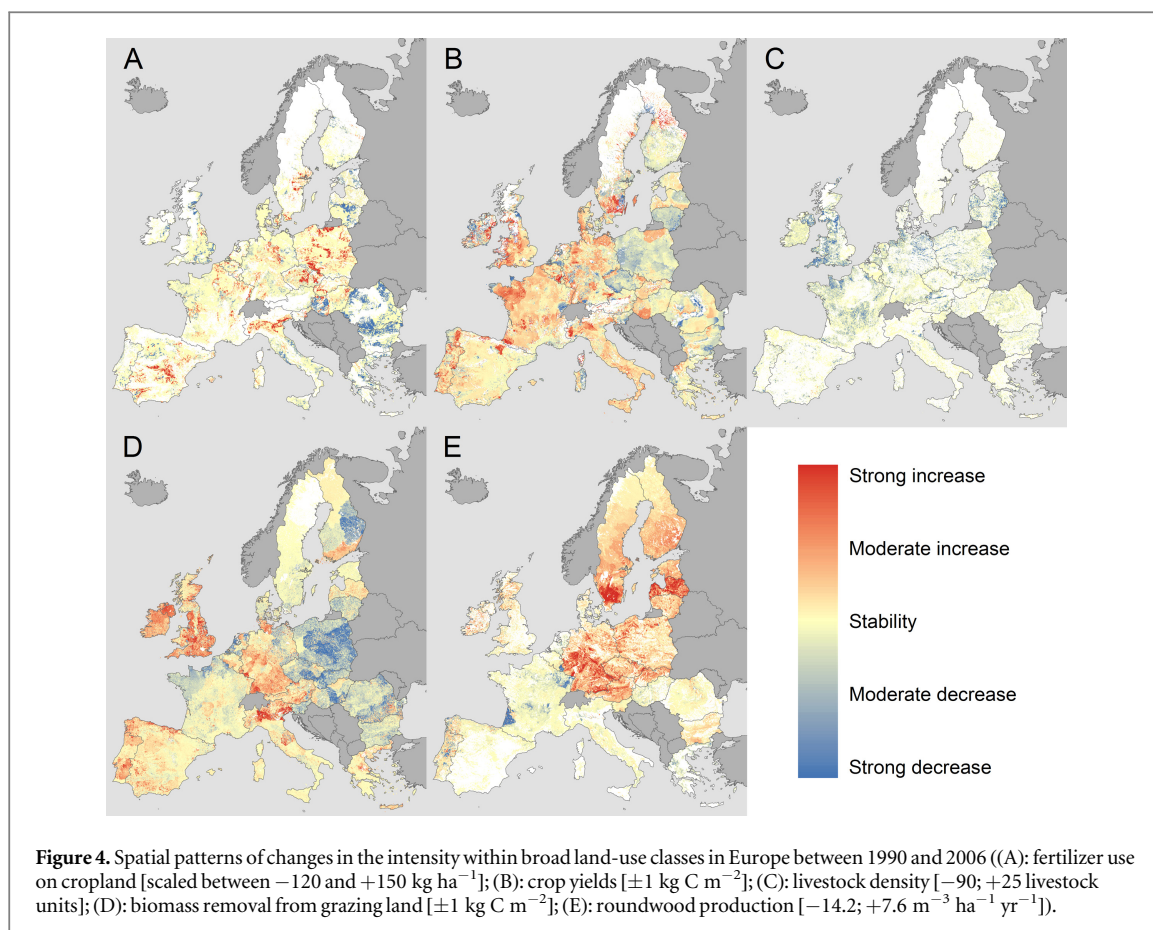 A
B
C
D
E
Strong increase
Moderate increase
Stability
Moderate decrease
Strong decrease
Figure 4. Spatial patterns of changes in the intensity within broad land-use classes in Europe between 1990 and 2006 ((A): fertilizer use
on cropland [scaled between −120 and +150 kg ha⁻¹]; (B): crop yields [±1 kg C m⁻²]; (C): livestock density [−90; +25 livestock
units]; (D): biomass removal from grazing land [±1 kg C m⁻²]; (E): roundwood production [−14.2; +7.6 m⁻³ ha⁻¹ yr⁻¹]).